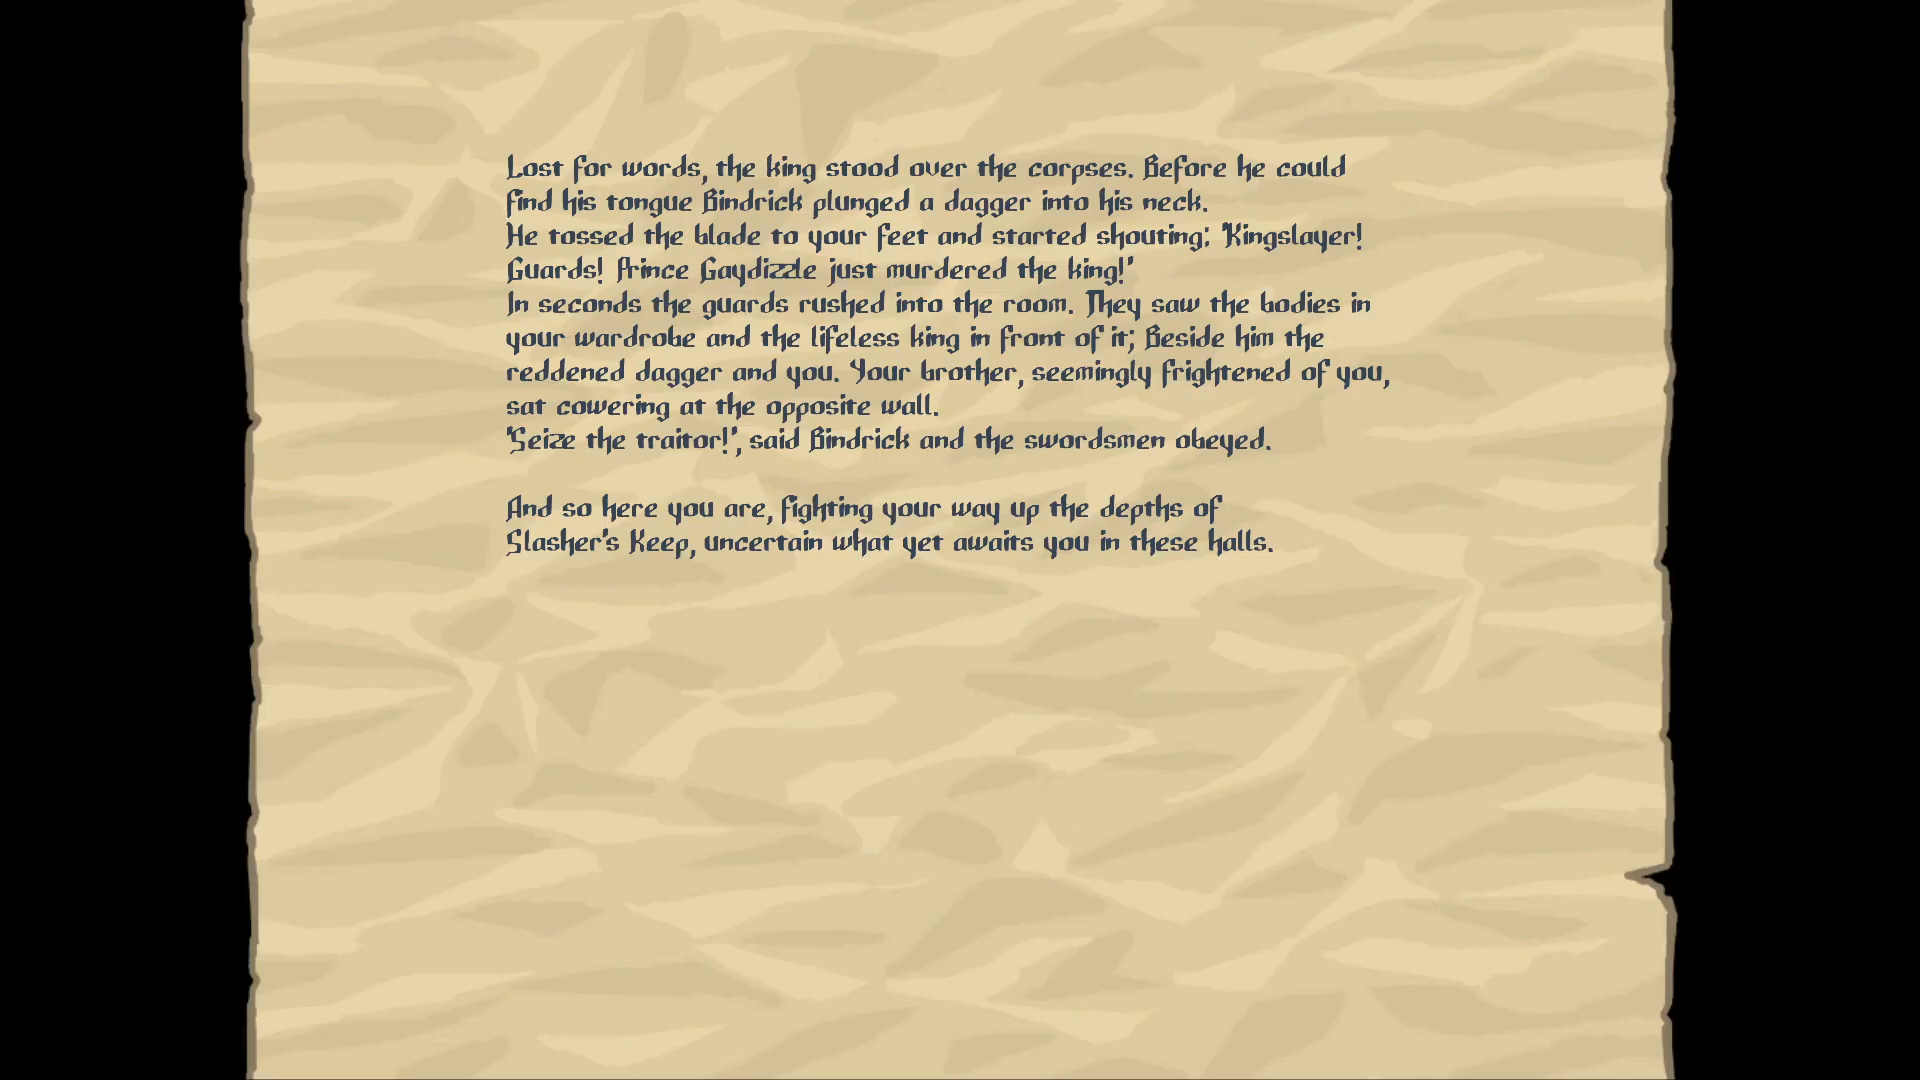 Lost for words, the king stood over the corpses. Before he could
find his tongue Bindrick plunged a dagger into his neck.
He tossed the blade to your feet and started shouting: 'Kingslayer!
Guards! Prince Gaydizzle just murdered the king!'
In seconds the guards rushed into the room. They saw the bodies in
your wardrobe and the lifeless king in front of it; Beside him the
reddened dagger and you. Your brother, seemingly frightened of you,
sat cowering at the opposite wall.
'Seize the traitor!', said Bindrick and the swordsmen obeyed.
And so here you are, fighting your way up the depths of
Slasher's Keep, uncertain what yet awaits you in these halls.